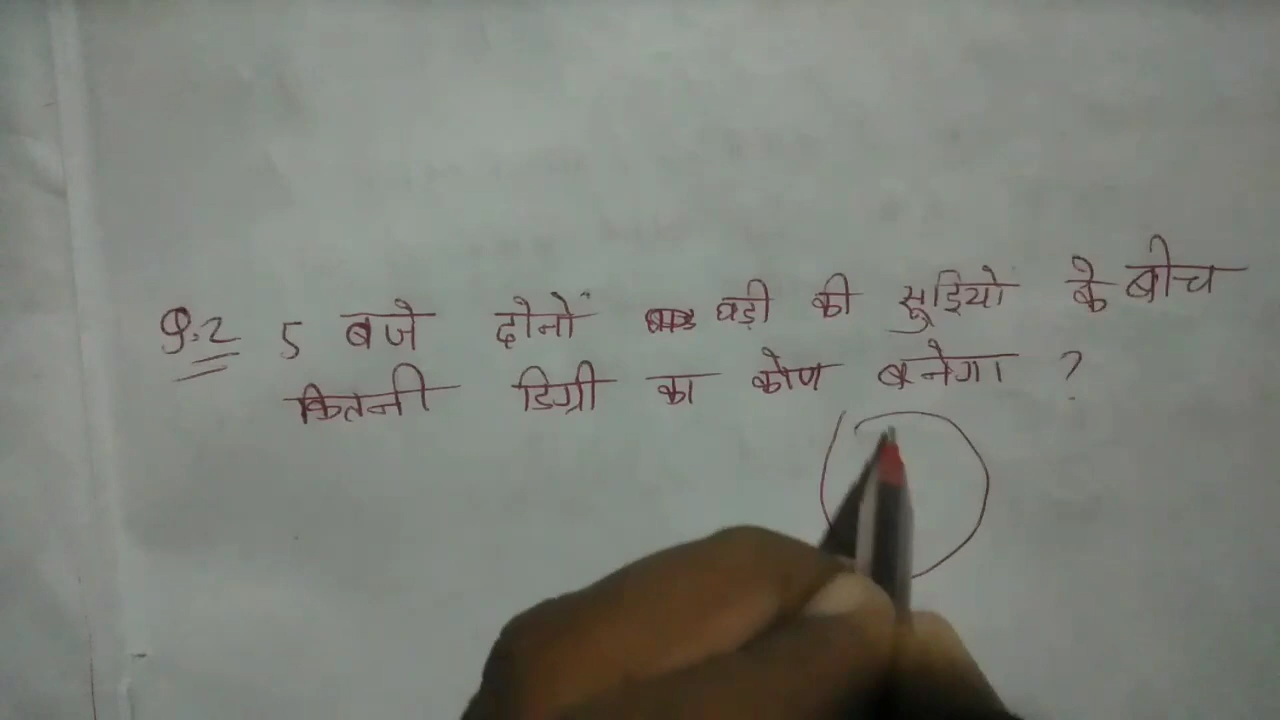 Q.2 5 बजे दोनों घड़ी की सूइयो के बीच
कितनी डिग्री का कोण बनेगा ?